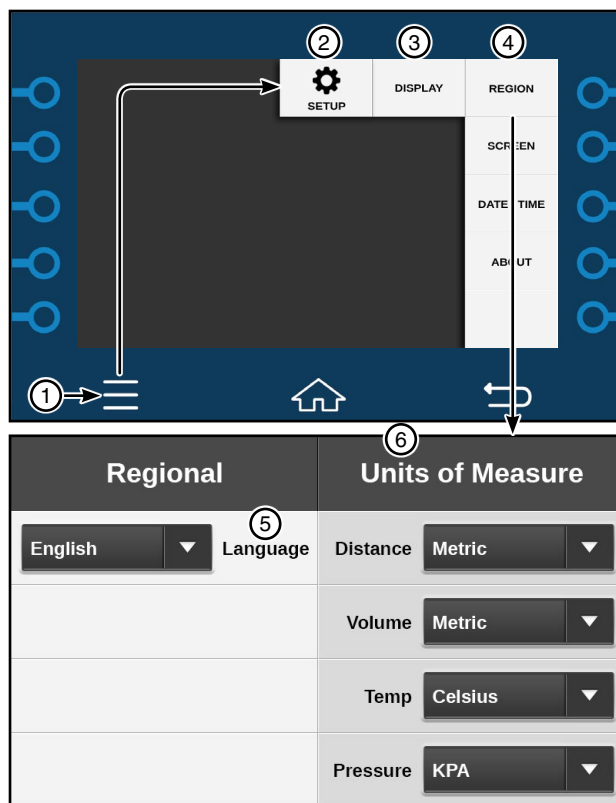 2
3
4
SETUP
DISPLAY
REGION
SCREEN
DATE TIME
ABOUT
1
6
Regional
Units of Measure
5
English
Language
Distance
Metric
Volume
Metric
Temp
Celsius
Pressure
KPA